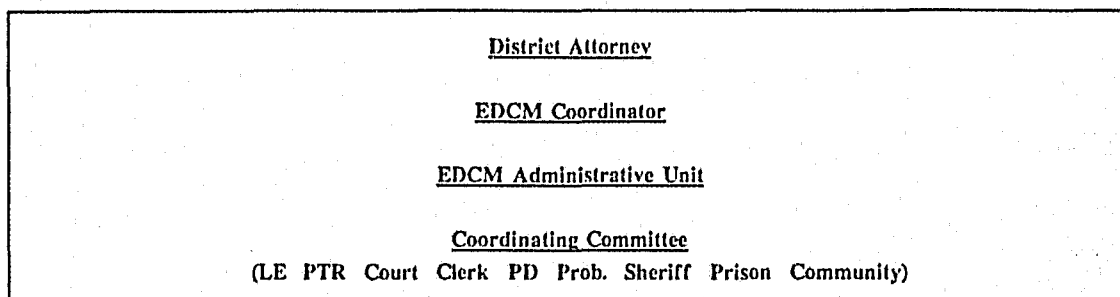 District Attorney
EDCM Coordinator
EDCM Administrative Unit
Coordinating Committee
(LE PTR Court Clerk PD Prob. Sheriff Prison Community)